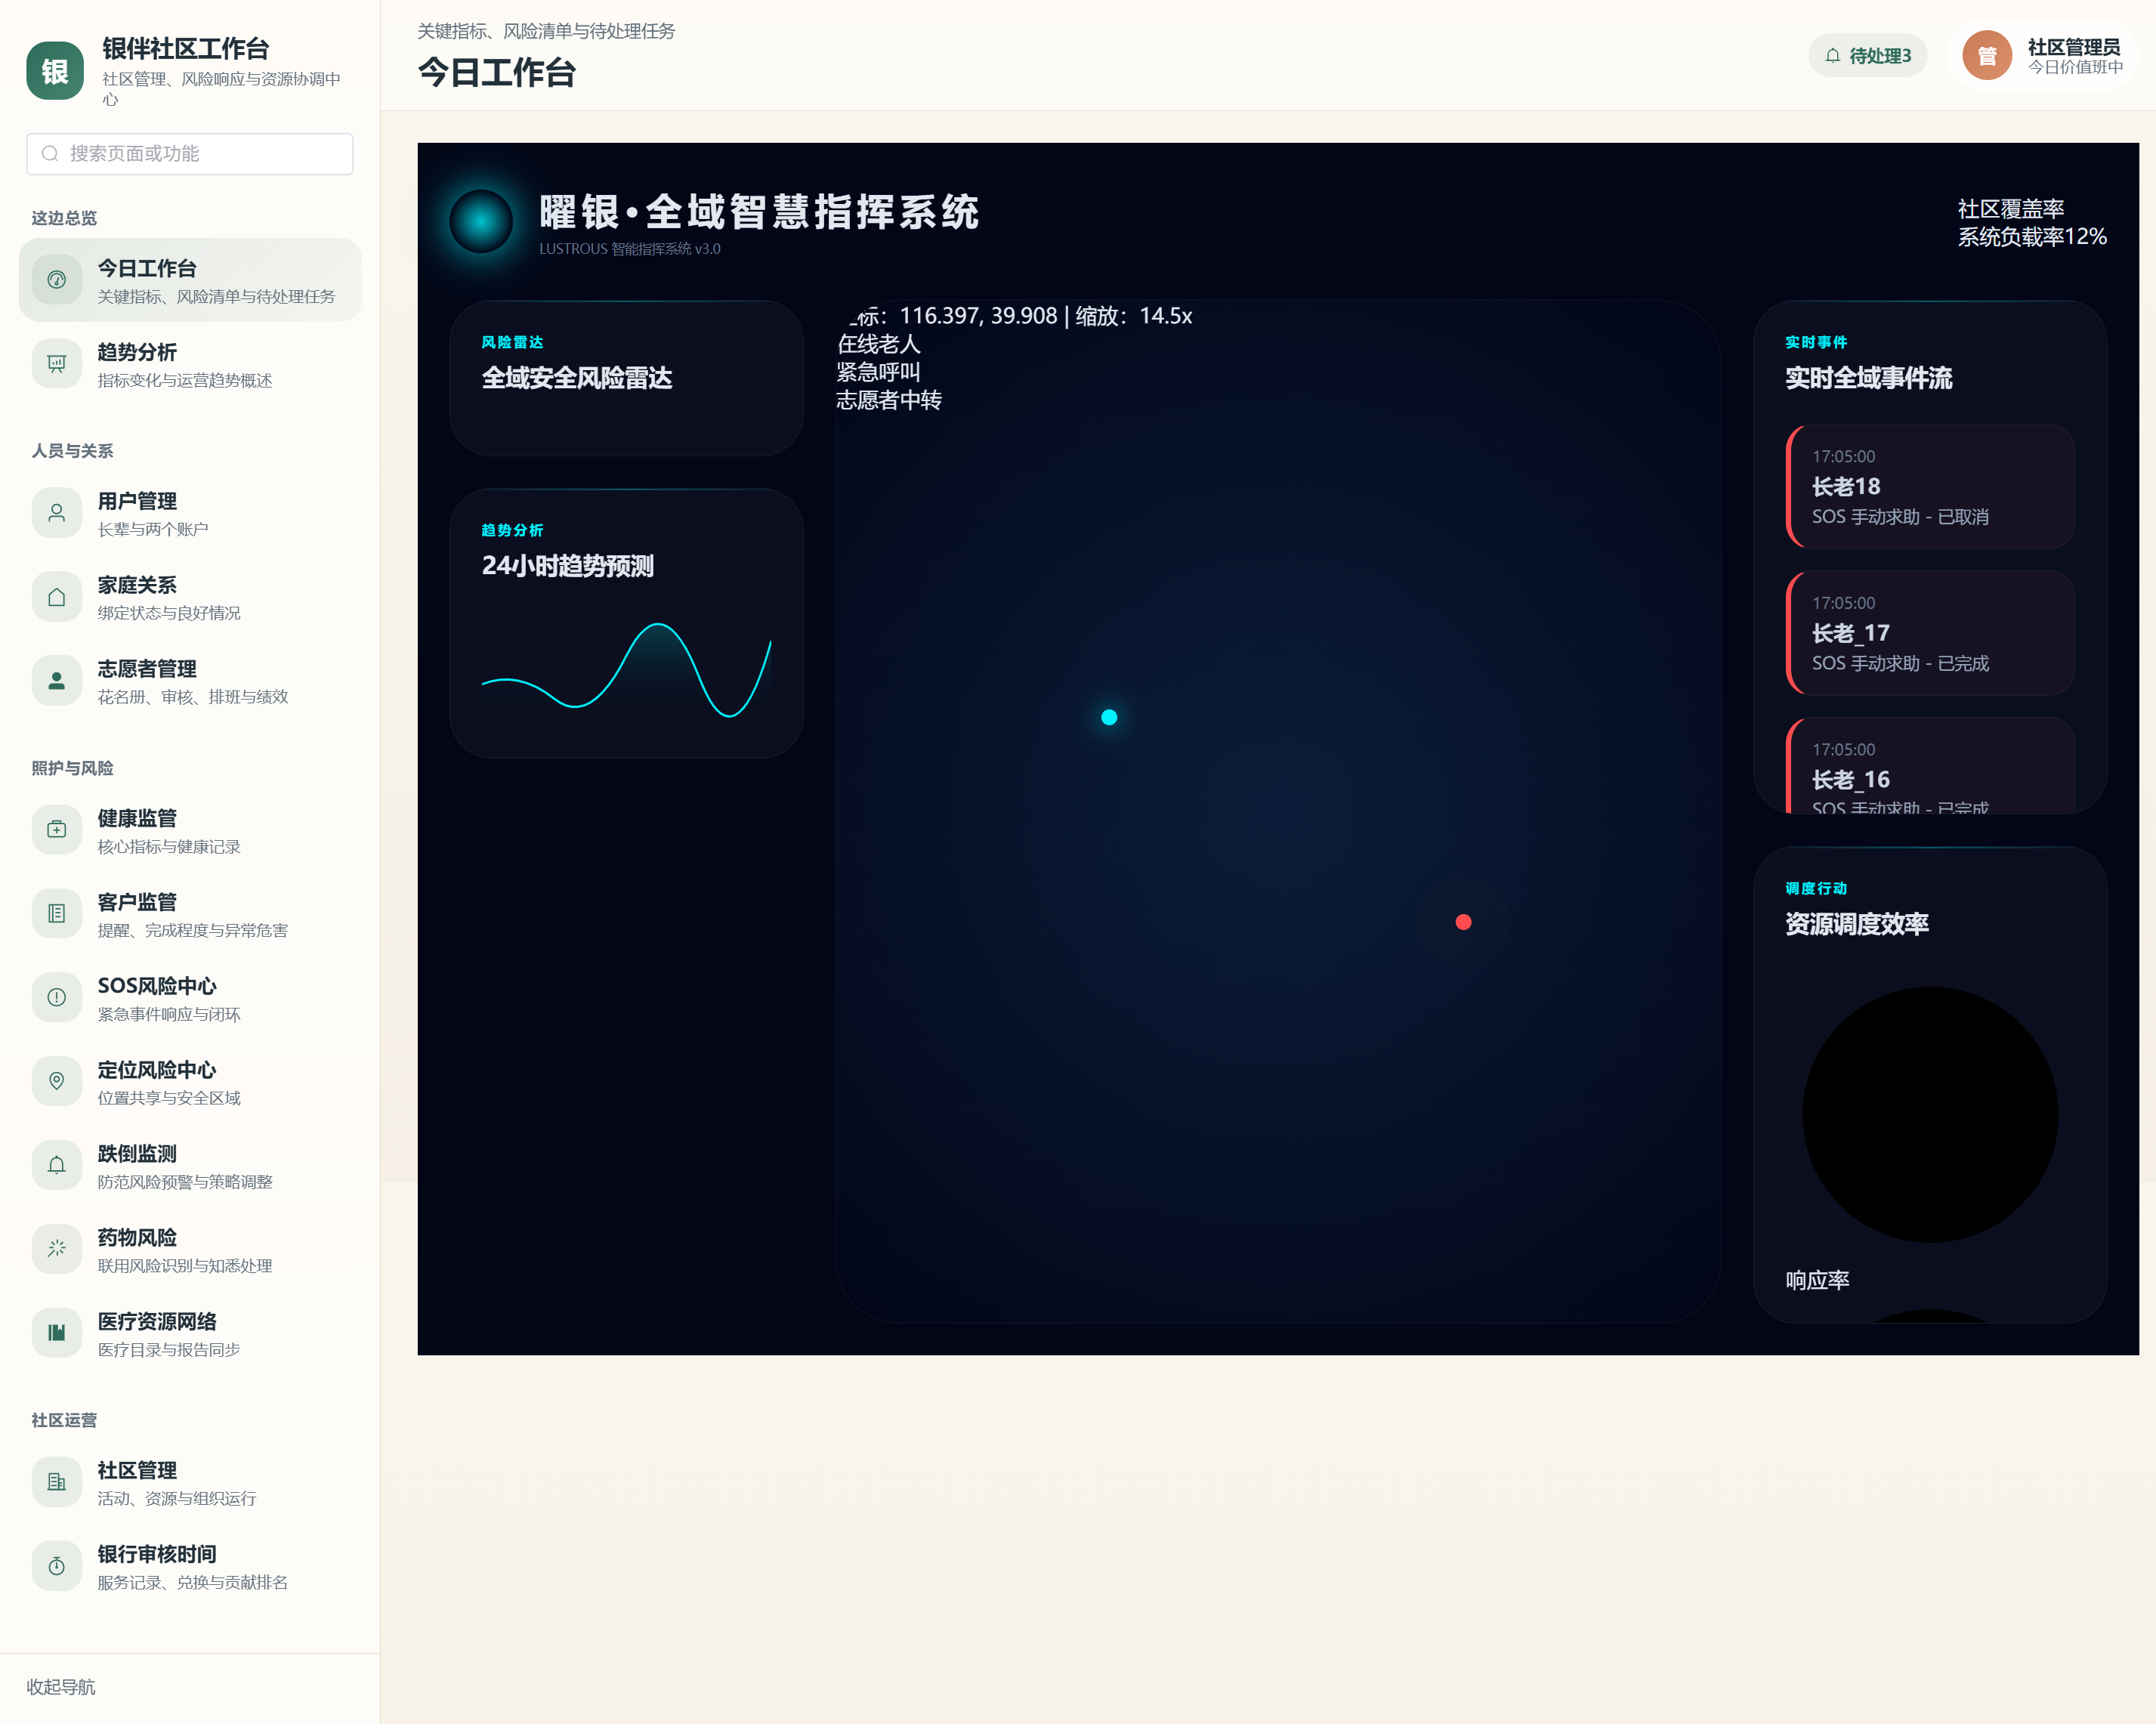 银
银伴社区工作台
社区管理、风险响应与资源协调中
心
搜索页面或功能
这边总览
今日工作台
关键指标、风险清单与待处理任务
趋势分析
指标变化与运营趋势概述
人员与关系
用户管理
长辈与两个账户
家庭关系
绑定状态与良好情况
志愿者管理
花名册、审核、排班与绩效
照护与风险
健康监管
核心指标与健康记录
客户监管
提醒、完成程度与异常危害
SOS风险中心
紧急事件响应与闭环
定位风险中心
位置共享与安全区域
跌倒监测
防范风险预警与策略调整
药物风险
联用风险识别与知悉处理
医疗资源网络
医疗目录与报告同步
社区运营
社区管理
活动、资源与组织运行
银行审核时间
服务记录、兑换与贡献排名
收起导航
关键指标、风险清单与待处理任务
今日工作台
待处理3
管
社区管理员
今日价值班中
曜银·全域智慧指挥系统
LUSTROUS 智能指挥系统 v3.0
社区覆盖率
系统负载率12%
风险雷达
全域安全风险雷达
趋势分析
24小时趋势预测
标：116.397, 39.908 | 缩放：14.5x
在线老人
紧急呼叫
志愿者中转
实时事件
实时全域事件流
17:05:00
长老18
SOS 手动求助 - 已取消
17:05:00
长老_17
SOS 手动求助 - 已完成
17:05:00
长老_16
SOS 手动求助 - 已完成
调度行动
资源调度效率
响应率